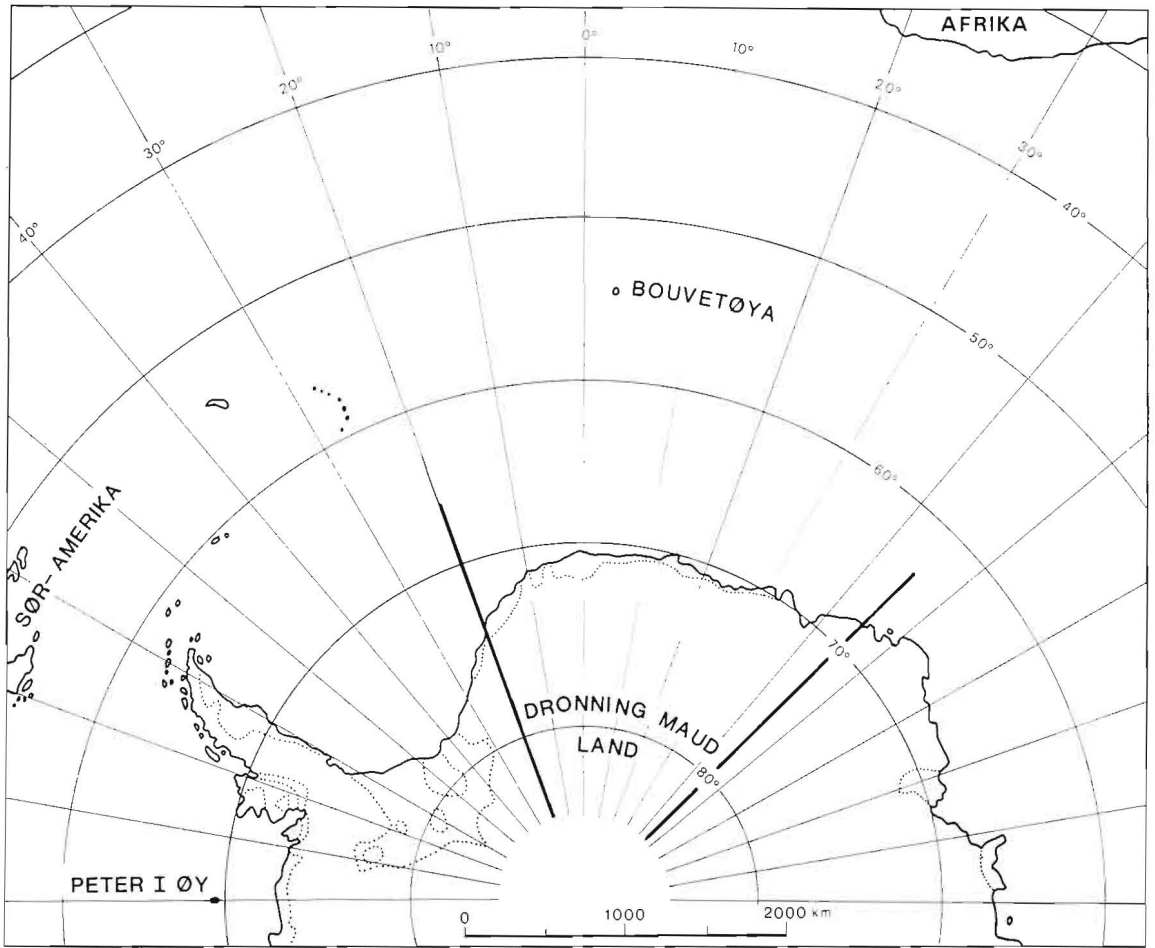 AFRIKA
10° 0° 10°
20° 20°
30° 30°
40° 40°
BOUVETØYA
50°
60°
SØR-AMERIKA
70°
DRONNING MAUD
LAND
80°
PETER I ØY
0 1000 2000 km